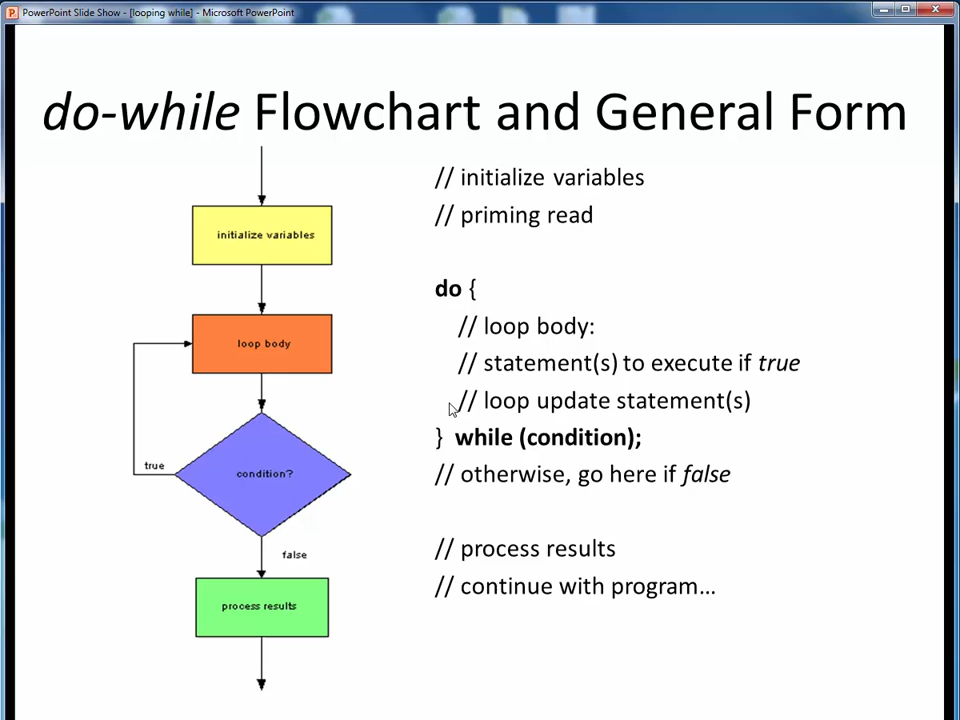 PowerPoint Slide Show - [looping while] - Microsoft PowerPoint
do-while Flowchart and General Form
initialize variables
loop body
true
condition?
false
process results
// initialize variables
// priming read
do {
// loop body:
// statement(s) to execute if true
// loop update statement(s)
} while (condition);
// otherwise, go here if false
// process results
// continue with program…